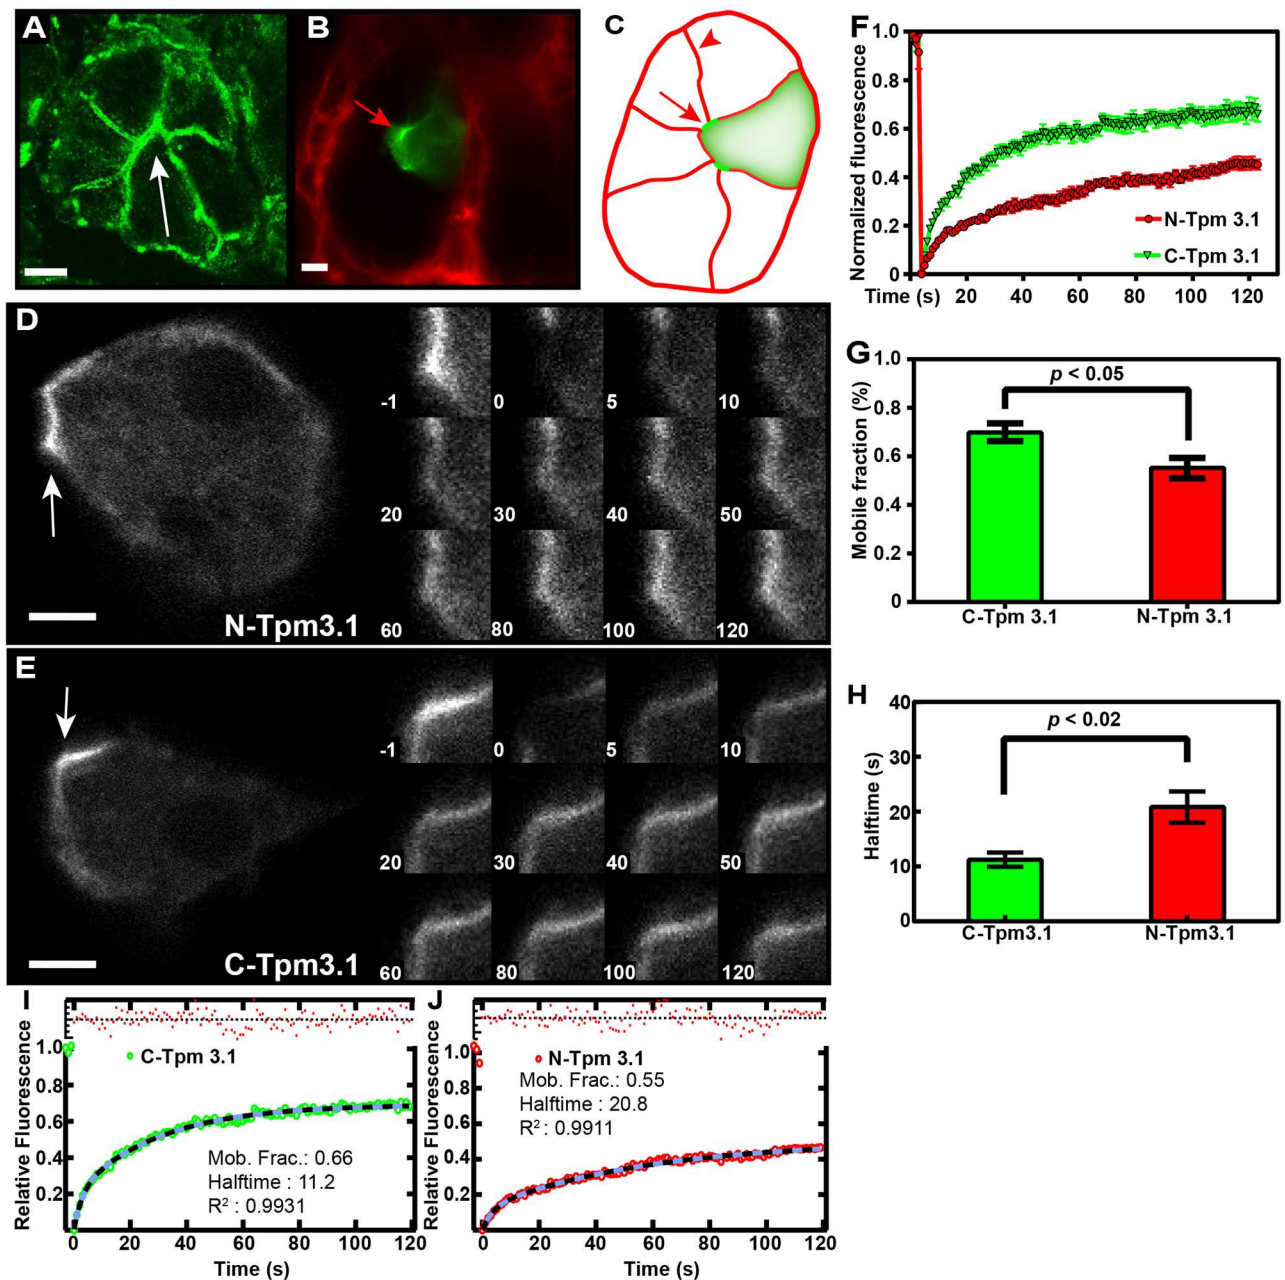 A
B
C
F
Normalized fluorescence
1.0
0.8
0.6
0.4
0.2
0
N-Tpm 3.1
C-Tpm 3.1
Time (s)
20
40
60
80
100
120
D
N-Tpm3.1
-1
0
5
10
20
30
40
50
60
80
100
120
G
Mobile fraction (%)
1.0
0.8
0.6
0.4
0.2
0
p < 0.05
C-Tpm 3.1
N-Tpm 3.1
E
C-Tpm3.1
-1
0
5
10
20
30
40
50
60
80
100
120
H
Halftime (s)
40
30
20
10
0
p < 0.02
C-Tpm3.1
N-Tpm3.1
I
Relative Fluorescence
1.0
0.8
0.6
0.4
0.2
C-Tpm 3.1
Mob. Frac.: 0.66
Halftime : 11.2
R² : 0.9931
0
20
40
60
80
100
120
Time (s)
J
Relative Fluorescence
1.0
0.8
0.6
0.4
0.2
N-Tpm 3.1
Mob. Frac.: 0.55
Halftime : 20.8
R² : 0.9911
0
20
40
60
80
100
120
Time (s)